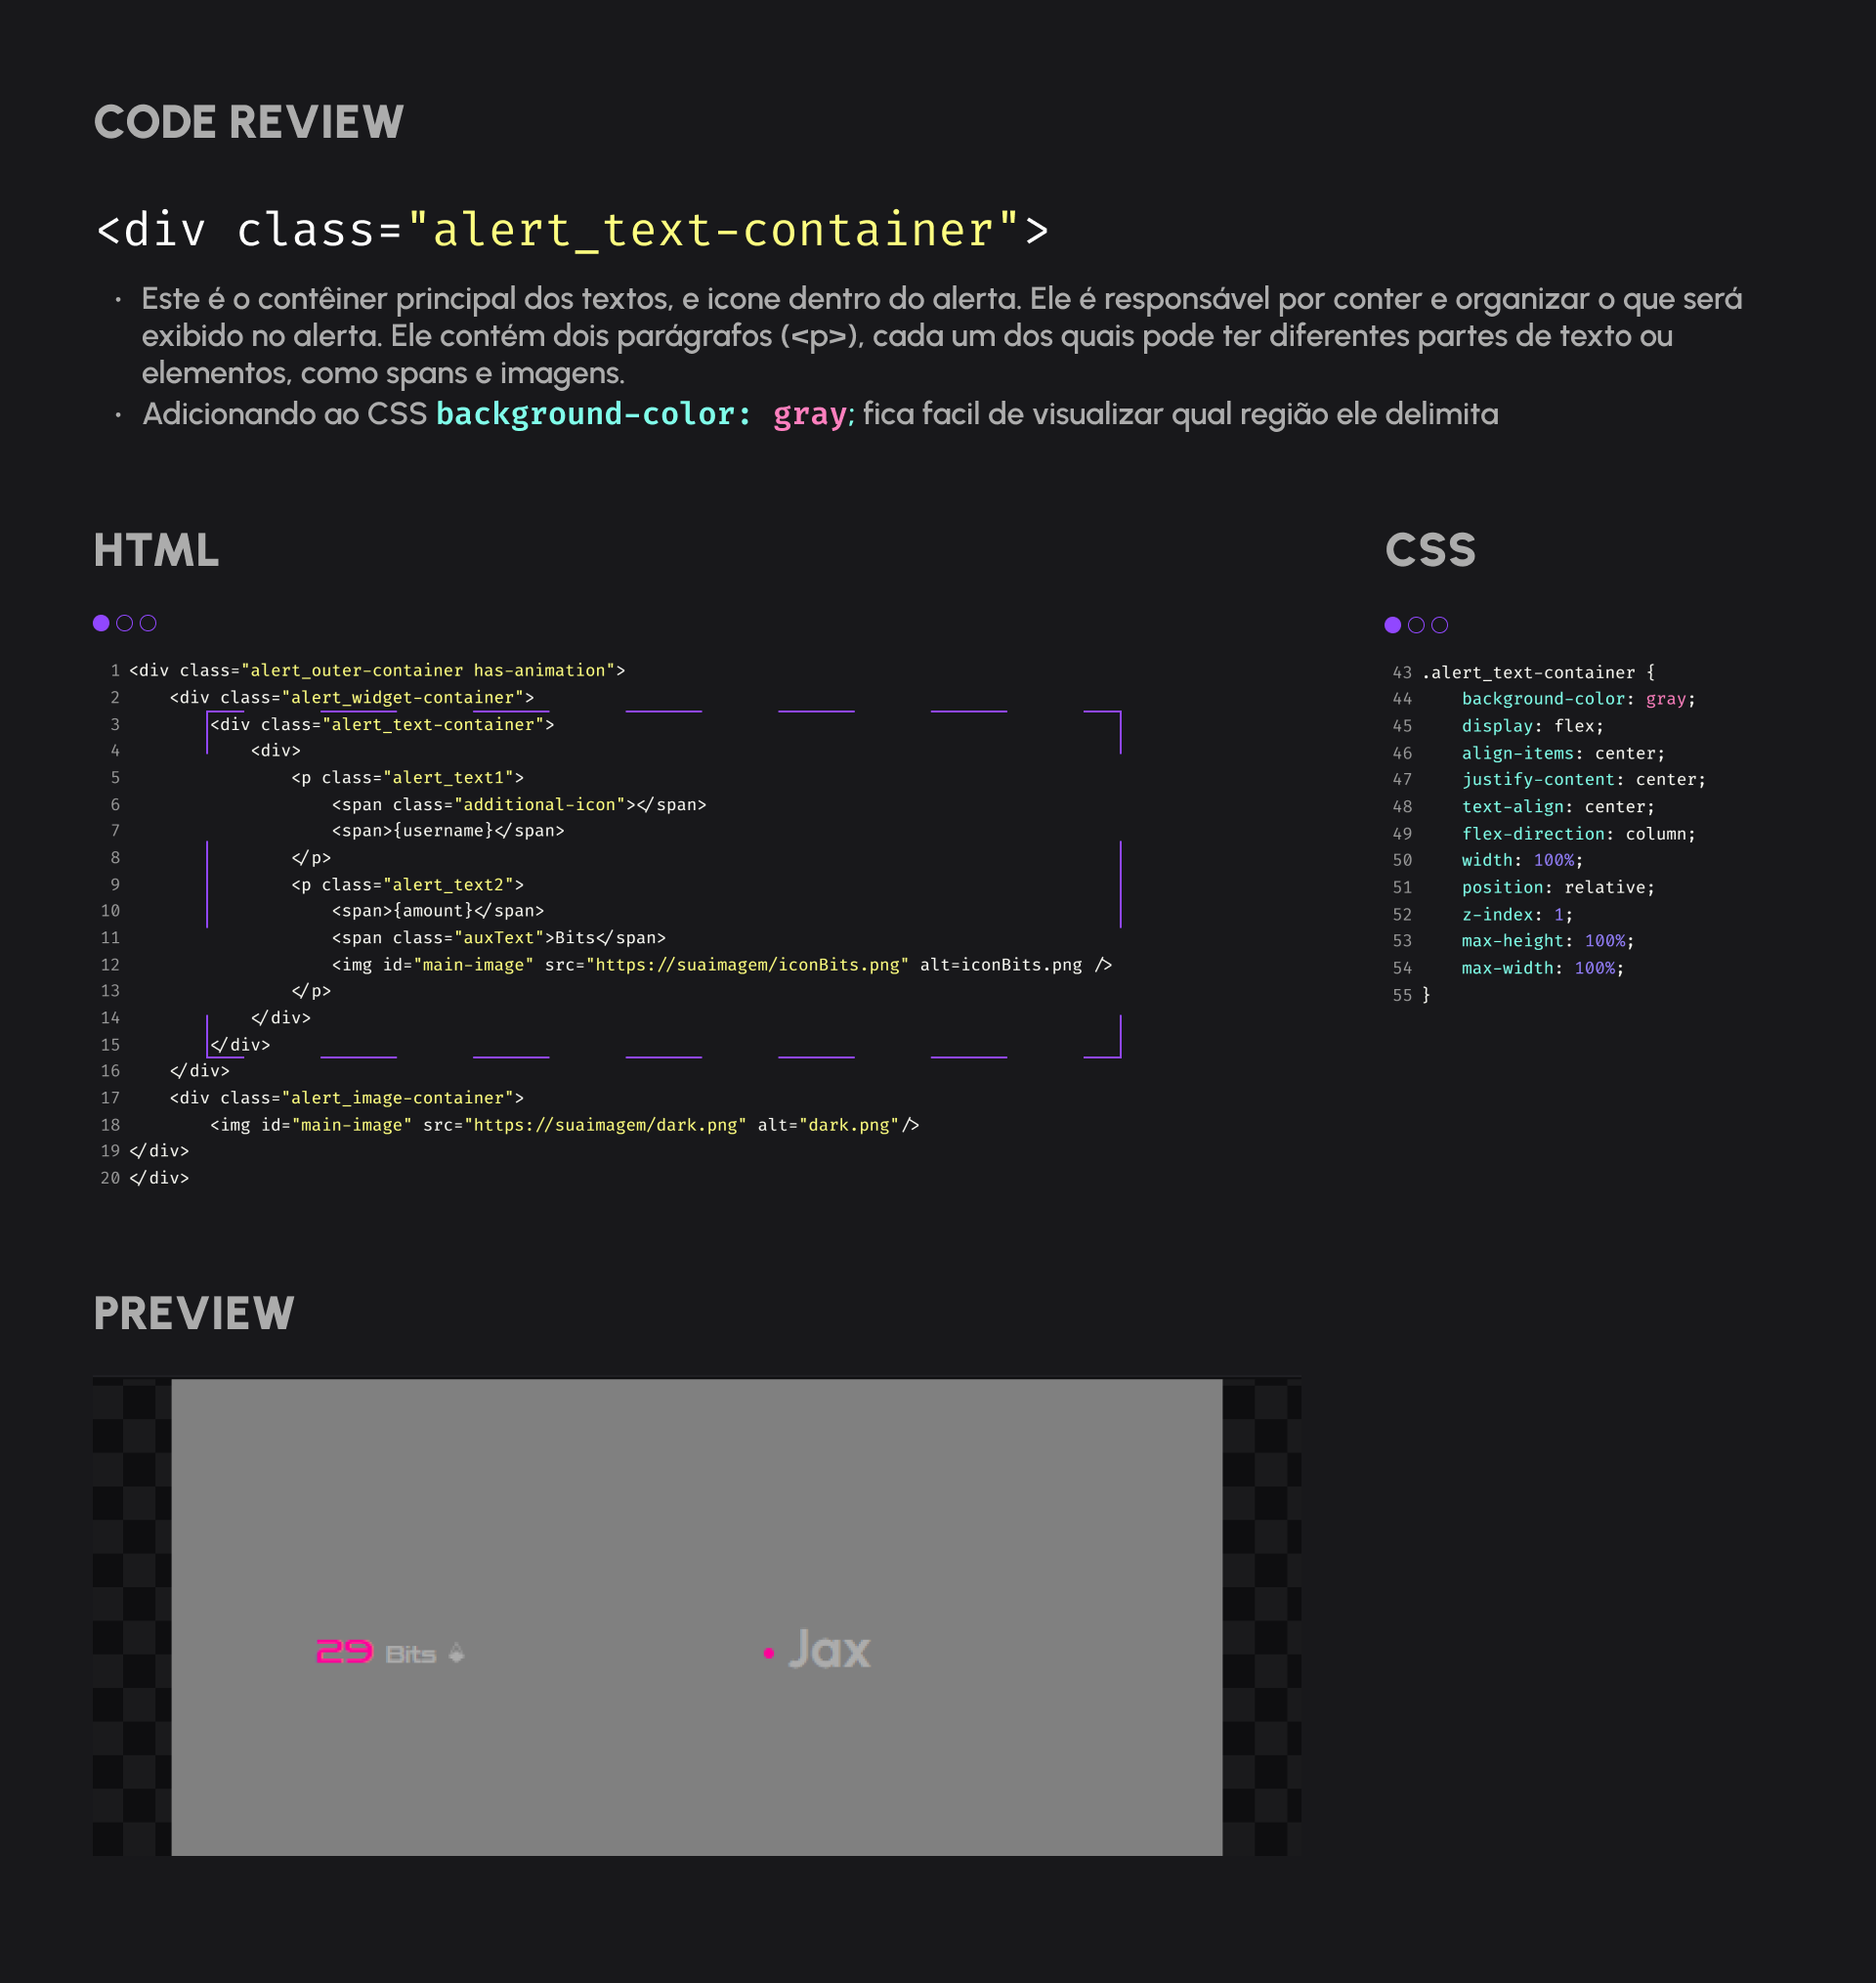 CODE REVIEW
<div class="alert_text-container">
· Este é o contêiner principal dos textos, e icone dentro do alerta. Ele é responsável por conter e organizar o que será
exibido no alerta. Ele contém dois parágrafos (<p>), cada um dos quais pode ter diferentes partes de texto ou
elementos, como spans e imagens.
· Adicionando ao CSS background-color: gray; fica facil de visualizar qual região ele delimita
HTML
1 <div class="alert_outer-container has-animation">
2     <div class="alert_widget-container">
3         <div class="alert_text-container">
4             <div>
5                 <p class="alert_text1">
6                     <span class="additional-icon"></span>
7                     <span>{username}</span>
8                 </p>
9                 <p class="alert_text2">
10                     <span>{amount}</span>
11                     <span class="auxText">Bits</span>
12                     <img id="main-image" src="https://suaimagem/iconBits.png" alt=iconBits.png />
13                 </p>
14             </div>
15         </div>
16     </div>
17     <div class="alert_image-container">
18         <img id="main-image" src="https://suaimagem/dark.png" alt="dark.png"/>
19 </div>
20 </div>
CSS
43 .alert_text-container {
44     background-color: gray;
45     display: flex;
46     align-items: center;
47     justify-content: center;
48     text-align: center;
49     flex-direction: column;
50     width: 100%;
51     position: relative;
52     z-index: 1;
53     max-height: 100%;
54     max-width: 100%;
55 }
PREVIEW
29 Bits
Jax